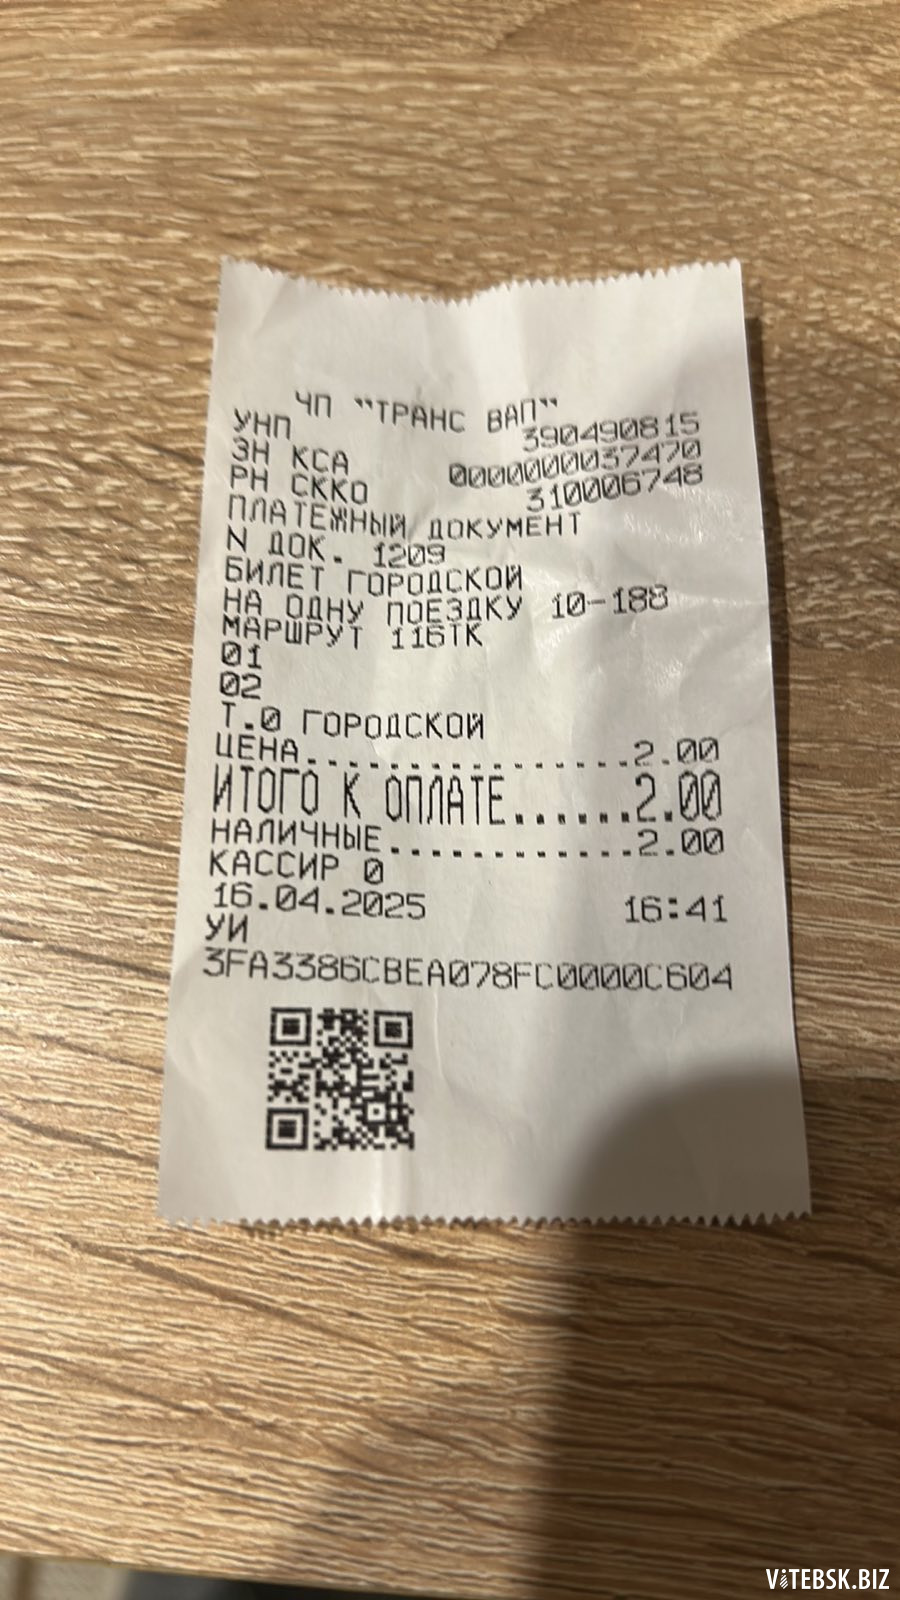 ЧП "ТРАНС ВАП"
УНП 390490815
ЗН КСА 0000000037470
РН СККО 310006748
ПЛАТЕЖНЫЙ ДОКУМЕНТ
N ДОК. 1209
БИЛЕТ ГОРОДСКОЙ
НА ОДНУ ПОЕЗДКУ 10-188
МАРШРУТ 116ТК
01
02
Т.0 ГОРОДСКОЙ
ЦЕНА.................2.00
ИТОГО К ОПЛАТЕ......2.00
НАЛИЧНЫЕ.............2.00
КАССИР 0
16.04.2025 16:41
УИ
3FA3386CBEA078FC0000C604
ViTEBSK.BIZ